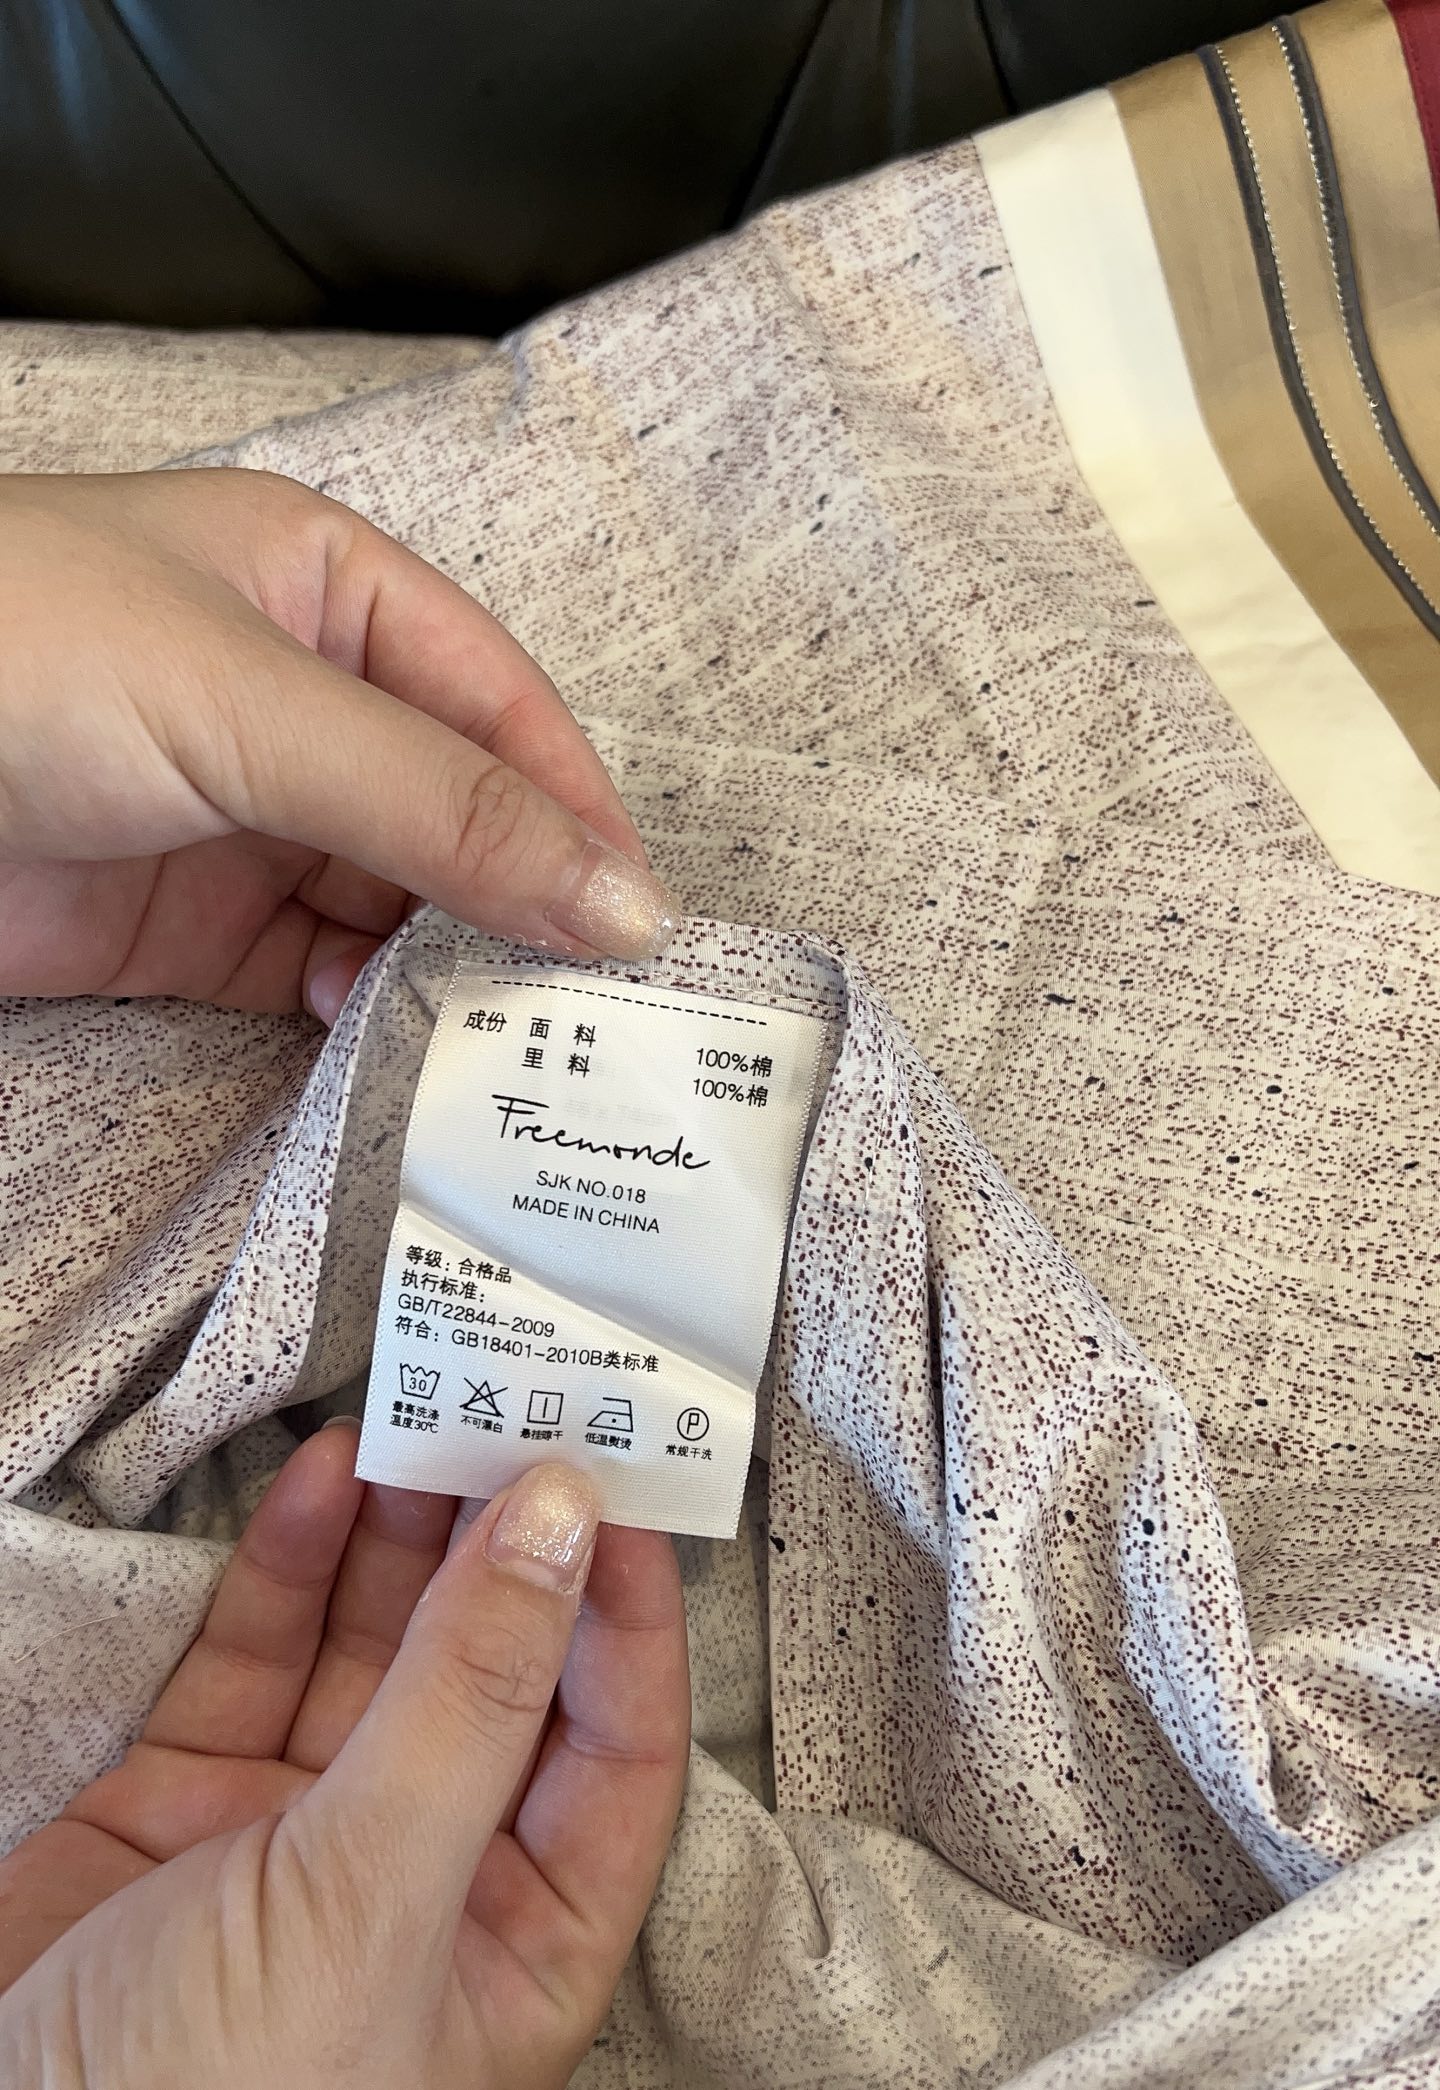 成份 面 料 100%棉
里 料 100%棉
Freemonde
SJK NO.018
MADE IN CHINA
等级：合格品
执行标准：
GB/T22844-2009
符合：GB18401-2010B类标准
30
P
最高洗涤
温度30℃
不可漂白
悬挂晾干
低温熨烫
常规干洗